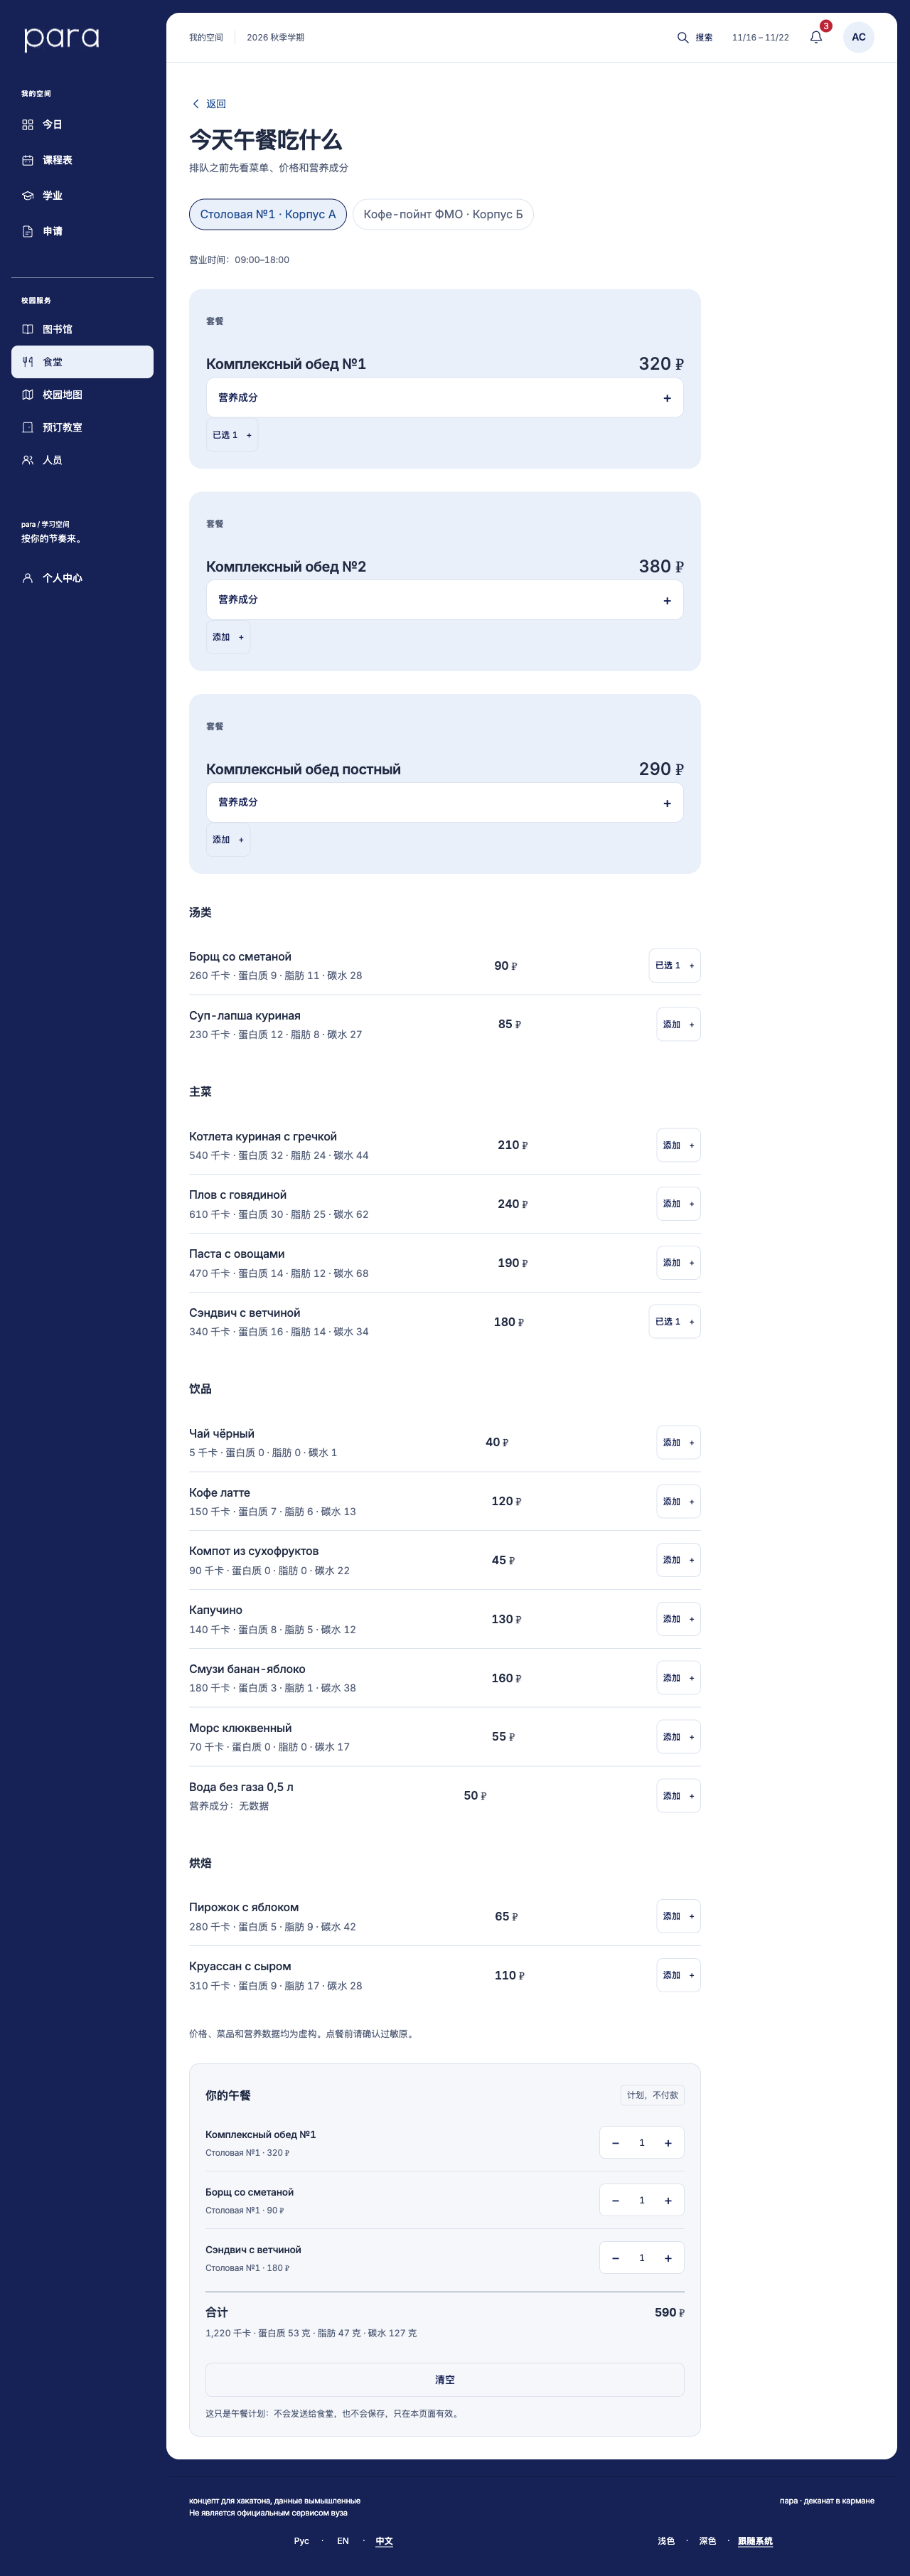 para
我的空间
今日
课程表
学业
申请
校园服务
图书馆
食堂
校园地图
预订教室
人员
para / 学习空间
按你的节奏来。
个人中心
我的空间 2026 秋季学期 搜索 11/16 – 11/22 3 AC
返回
今天午餐吃什么
排队之前先看菜单、价格和营养成分
Столовая №1 · Корпус А Кофе-пойнт ФМО · Корпус Б
营业时间：09:00–18:00
套餐
Комплексный обед №1 320 ₽
营养成分 +
已选 1 +
套餐
Комплексный обед №2 380 ₽
营养成分 +
添加 +
套餐
Комплексный обед постный 290 ₽
营养成分 +
添加 +
汤类
Борщ со сметаной 90 ₽ 已选 1 +
260 千卡 · 蛋白质 9 · 脂肪 11 · 碳水 28
Суп-лапша куриная 85 ₽ 添加 +
230 千卡 · 蛋白质 12 · 脂肪 8 · 碳水 27
主菜
Котлета куриная с гречкой 210 ₽ 添加 +
540 千卡 · 蛋白质 32 · 脂肪 24 · 碳水 44
Плов с говядиной 240 ₽ 添加 +
610 千卡 · 蛋白质 30 · 脂肪 25 · 碳水 62
Паста с овощами 190 ₽ 添加 +
470 千卡 · 蛋白质 14 · 脂肪 12 · 碳水 68
Сэндвич с ветчиной 180 ₽ 已选 1 +
340 千卡 · 蛋白质 16 · 脂肪 14 · 碳水 34
饮品
Чай чёрный 40 ₽ 添加 +
5 千卡 · 蛋白质 0 · 脂肪 0 · 碳水 1
Кофе латте 120 ₽ 添加 +
150 千卡 · 蛋白质 7 · 脂肪 6 · 碳水 13
Компот из сухофруктов 45 ₽ 添加 +
90 千卡 · 蛋白质 0 · 脂肪 0 · 碳水 22
Капучино 130 ₽ 添加 +
140 千卡 · 蛋白质 8 · 脂肪 5 · 碳水 12
Смузи банан-яблоко 160 ₽ 添加 +
180 千卡 · 蛋白质 3 · 脂肪 1 · 碳水 38
Морс клюквенный 55 ₽ 添加 +
70 千卡 · 蛋白质 0 · 脂肪 0 · 碳水 17
Вода без газа 0,5 л 50 ₽ 添加 +
营养成分：无数据
烘焙
Пирожок с яблоком 65 ₽ 添加 +
280 千卡 · 蛋白质 5 · 脂肪 9 · 碳水 42
Круассан с сыром 110 ₽ 添加 +
310 千卡 · 蛋白质 9 · 脂肪 17 · 碳水 28
价格、菜品和营养数据均为虚构。点餐前请确认过敏原。
你的午餐 计划，不付款
Комплексный обед №1 − 1 +
Столовая №1 · 320 ₽
Борщ со сметаной − 1 +
Столовая №1 · 90 ₽
Сэндвич с ветчиной − 1 +
Столовая №1 · 180 ₽
合计 590 ₽
1,220 千卡 · 蛋白质 53 克 · 脂肪 47 克 · 碳水 127 克
清空
这只是午餐计划：不会发送给食堂，也不会保存，只在本页面有效。
концепт для хакатона, данные вымышленные
Не является официальным сервисом вуза
пара · деканат в кармане
Рус · EN · 中文 浅色 · 深色 · 跟随系统